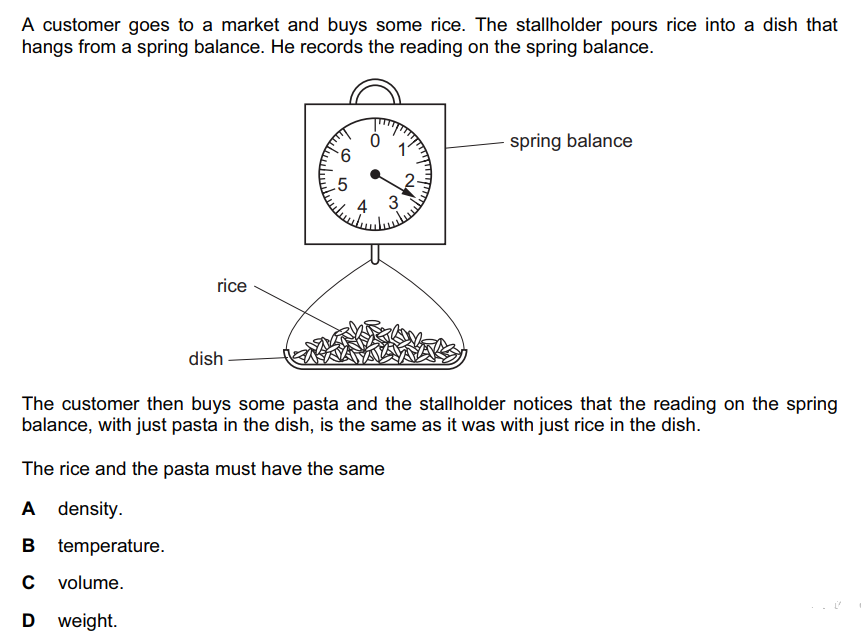 A customer goes to a market and buys some rice. The stallholder pours rice into a dish that
hangs from a spring balance. He records the reading on the spring balance.
0
1
2
3
4
5
6
spring balance
rice
dish
The customer then buys some pasta and the stallholder notices that the reading on the spring
balance, with just pasta in the dish, is the same as it was with just rice in the dish.
The rice and the pasta must have the same
A density.
B temperature.
C volume.
D weight.